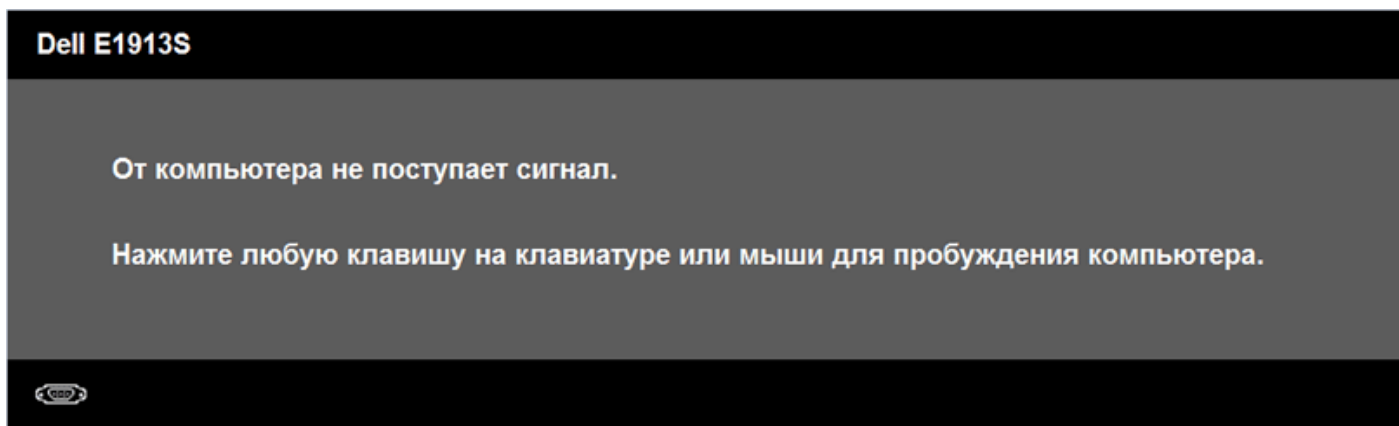 Dell E1913S
От компьютера не поступает сигнал.
Нажмите любую клавишу на клавиатуре или мыши для пробуждения компьютера.